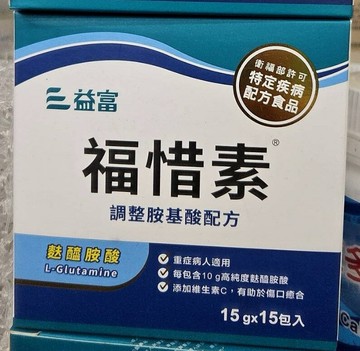 益富
衛福部許可
特定疾病
配方食品
福惜素®
調整胺基酸配方
麩醯胺酸
L-Glutamine
重症病人適用
每包含10g高純度麩醯胺酸
添加維生素C，有助於傷口癒合
15gx15包入